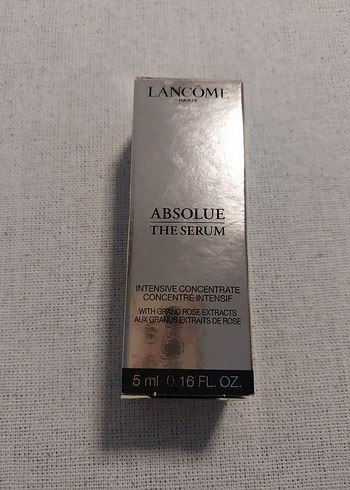 LANCÔME
PARIS
ABSOLUE
THE SERUM
INTENSIVE CONCENTRATE
CONCENTRÉ INTENSIF
WITH GRAND ROSE EXTRACTS
AUX GRANDS EXTRAITS DE ROSE
5 ml 0.16 FL. OZ.